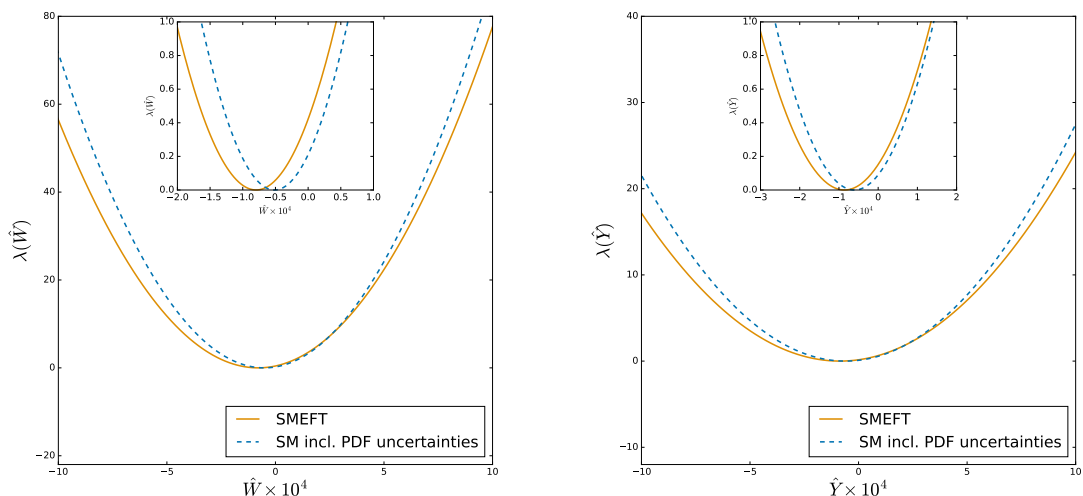 80
60
40
20
0
−20
λ(Ŵ)
−10 −5 0 5 10
Ŵ × 10⁴
1.0
0.8
0.6
0.4
0.2
0.0
λ(Ŵ)
−2.0 −1.5 −1.0 −0.5 0.0 0.5 1.0
Ŵ × 10⁴
SMEFT
SM incl. PDF uncertainties
40
30
20
10
0
−10
λ(Ŷ)
−10 −5 0 5 10
Ŷ × 10⁴
1.0
0.8
0.6
0.4
0.2
0.0
λ(Ŷ)
−3 −2 −1 0 1 2
Ŷ × 10⁴
SMEFT
SM incl. PDF uncertainties